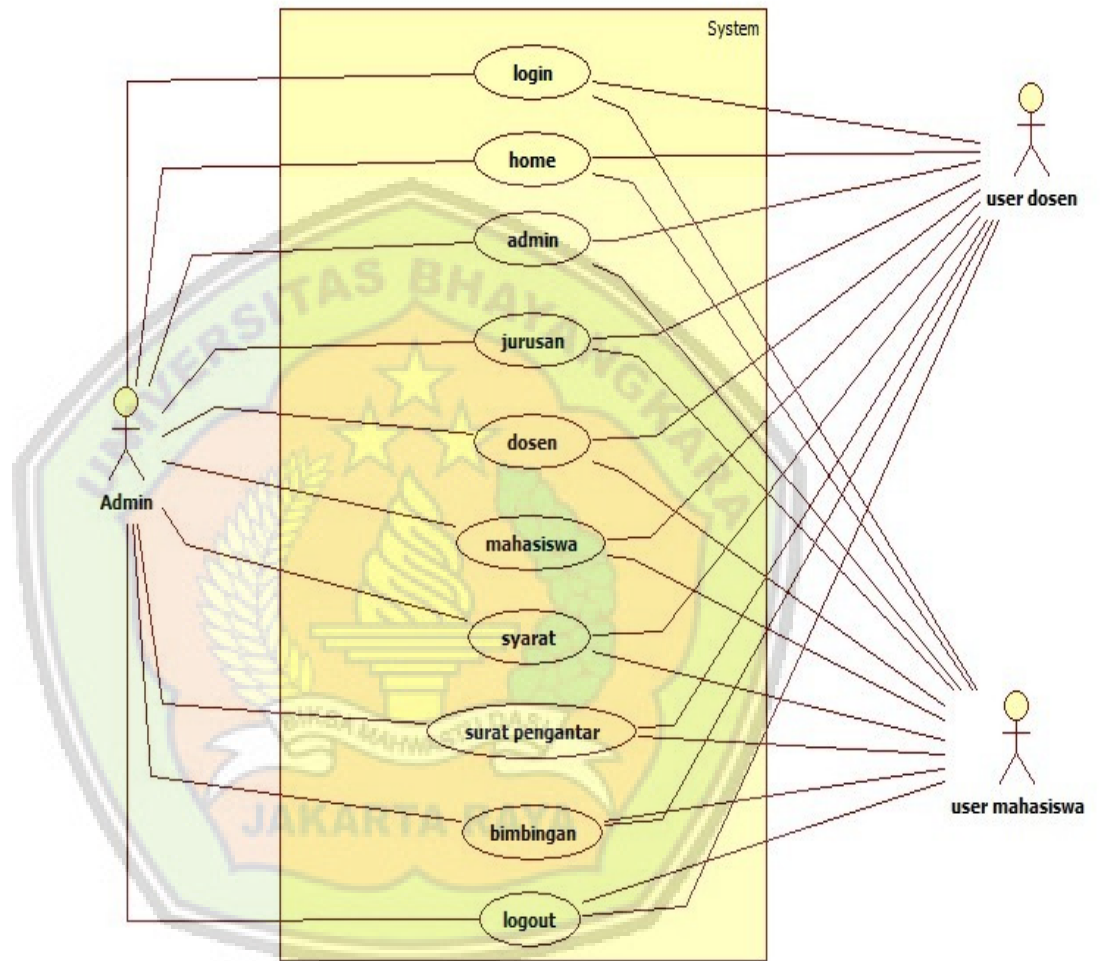 System
login
home
admin
jurusan
dosen
mahasiswa
syarat
surat pengantar
bimbingan
logout
Admin
user dosen
user mahasiswa
UNIVERSITAS BHAYANGKARA
JAKARTA RAYA